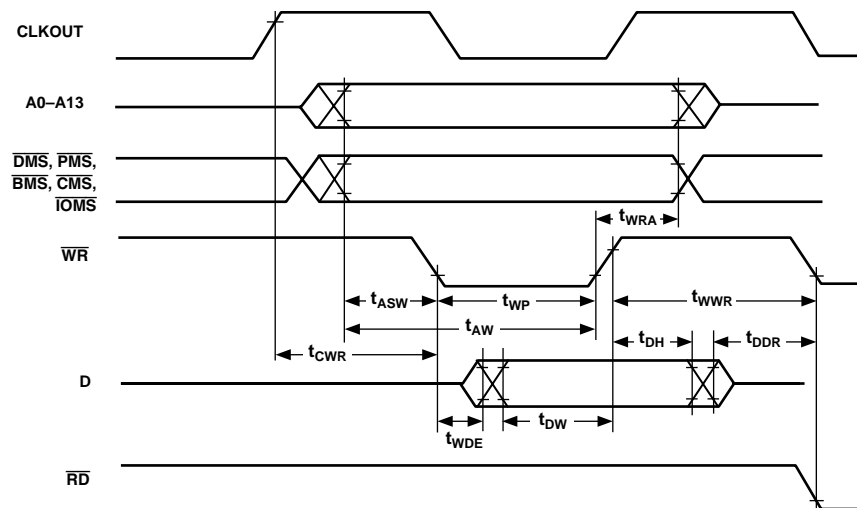 CLKOUT
A0–A13
DMS, PMS,
BMS, CMS,
IOMS
tWRA
WR
tASW
tWP
tWWR
tAW
tCWR
tDH
tDDR
D
tWDE
tDW
RD